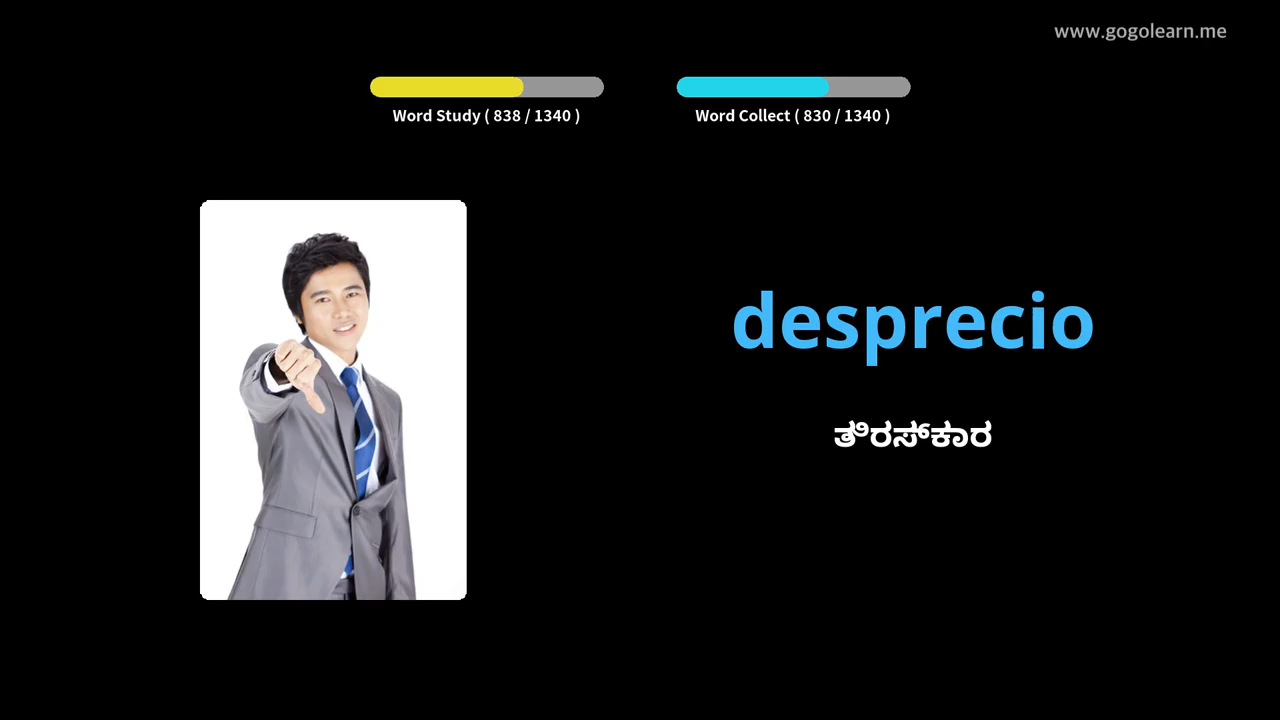 www.gogolearn.me
Word Study ( 838 / 1340 )
Word Collect ( 830 / 1340 )
desprecio
ತಿರಸ್‌ಕಾರ